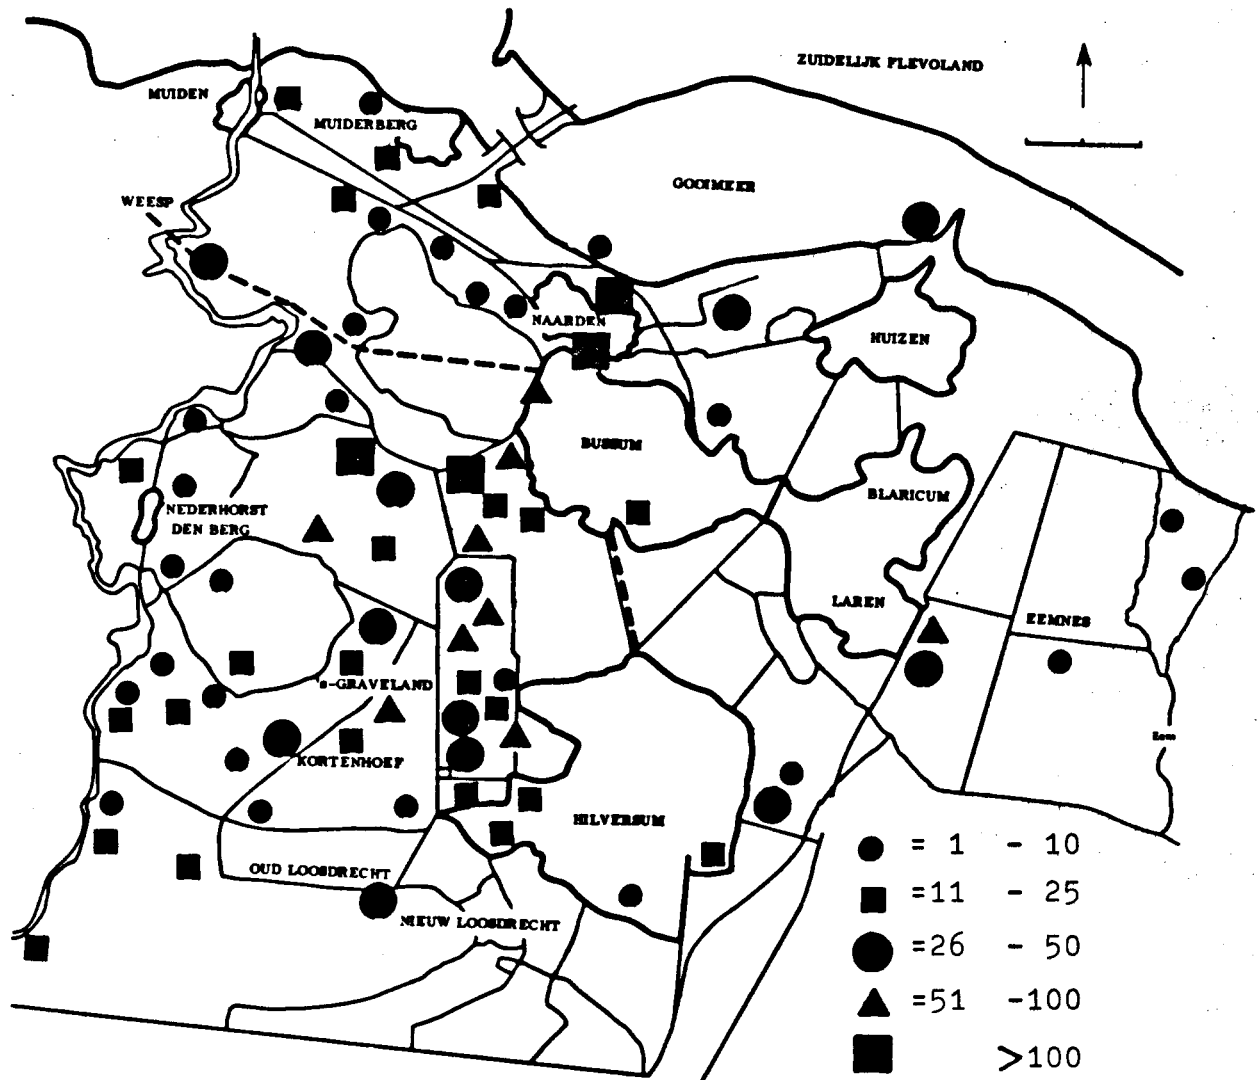 ZUIDELIJK FLEVOLAND
MUIDEN
MUIDERBERG
GOOIMEER
WEESP
NAARDEN
HUIZEN
BUSSUM
BLARICUM
NEDERHORST
DEN BERG
LAREN
EEMNES
's-GRAVELAND
Eem
KORTENHOEF
HILVERSUM
OUD LOOSDRECHT
NIEUW LOOSDRECHT
= 1 - 10
=11 - 25
=26 - 50
=51 -100
>100